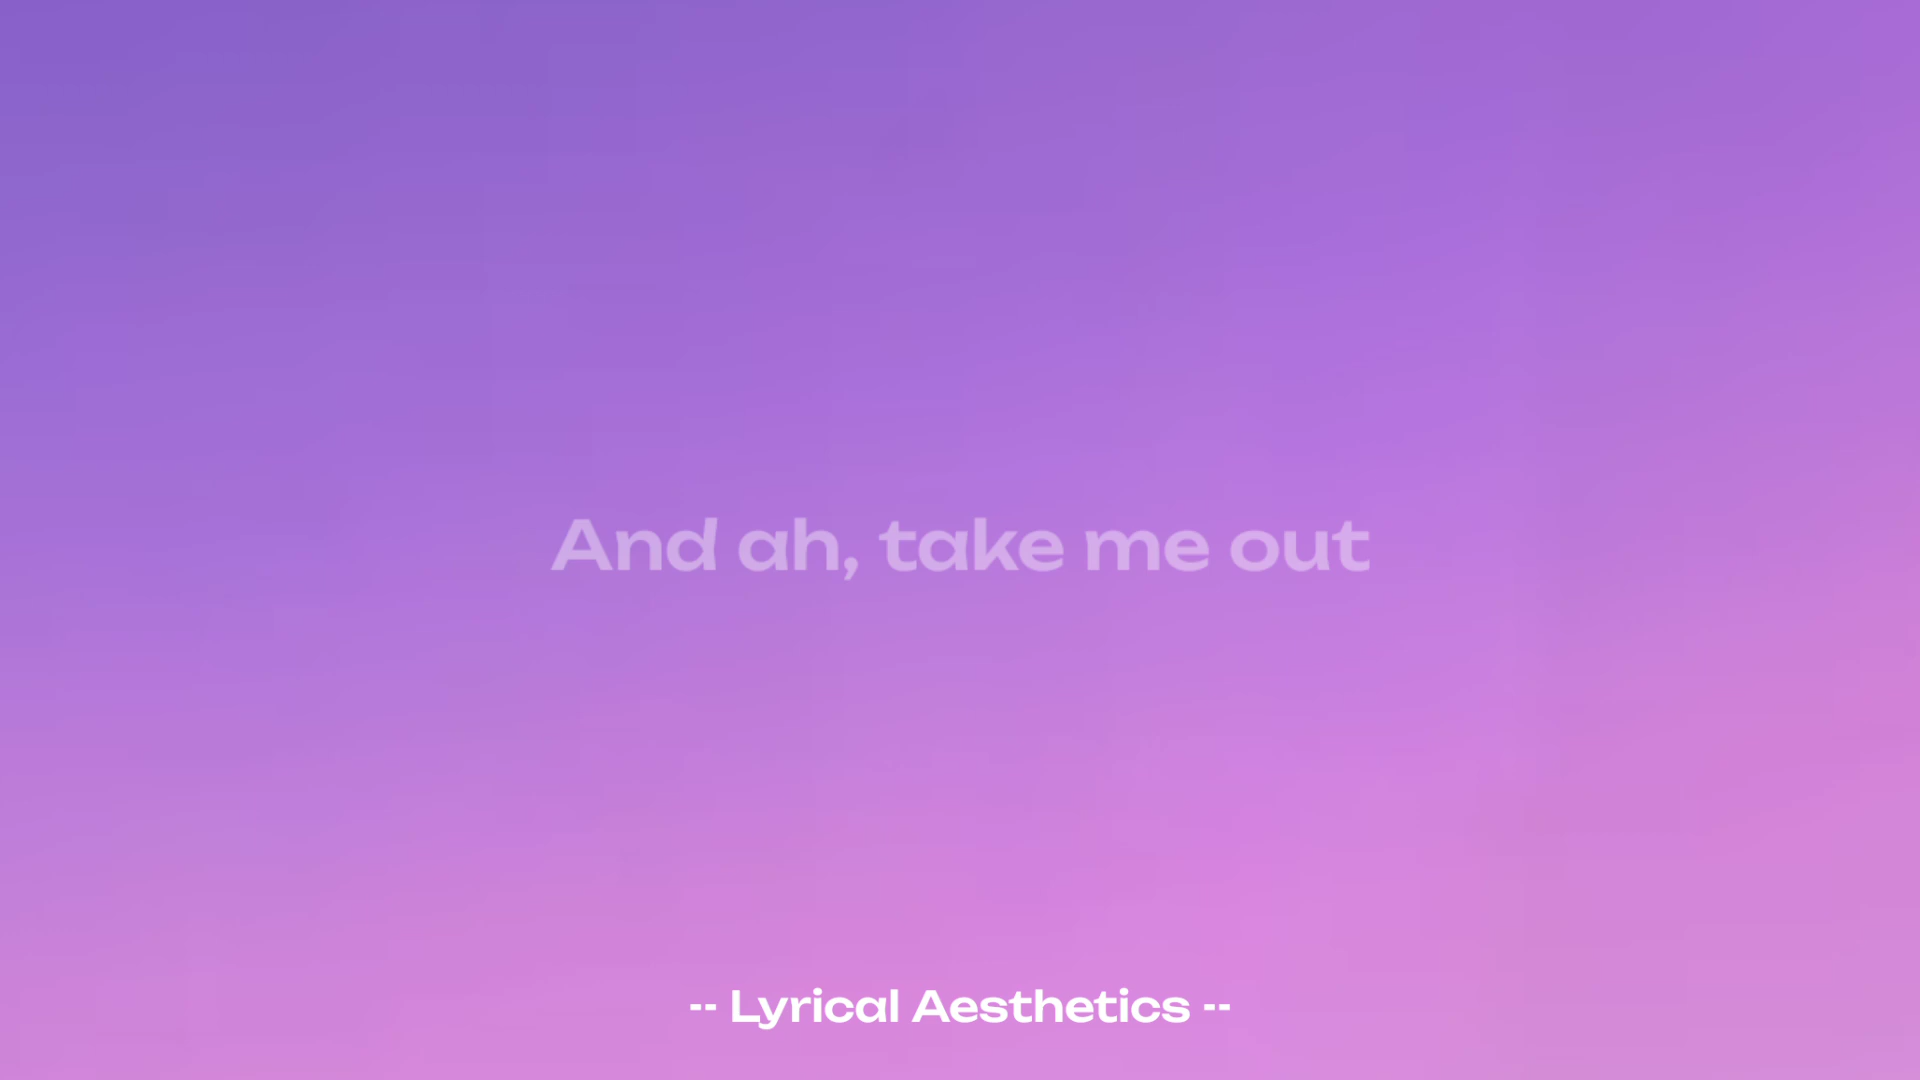 And ah, take me out
-- Lyrical Aesthetics --